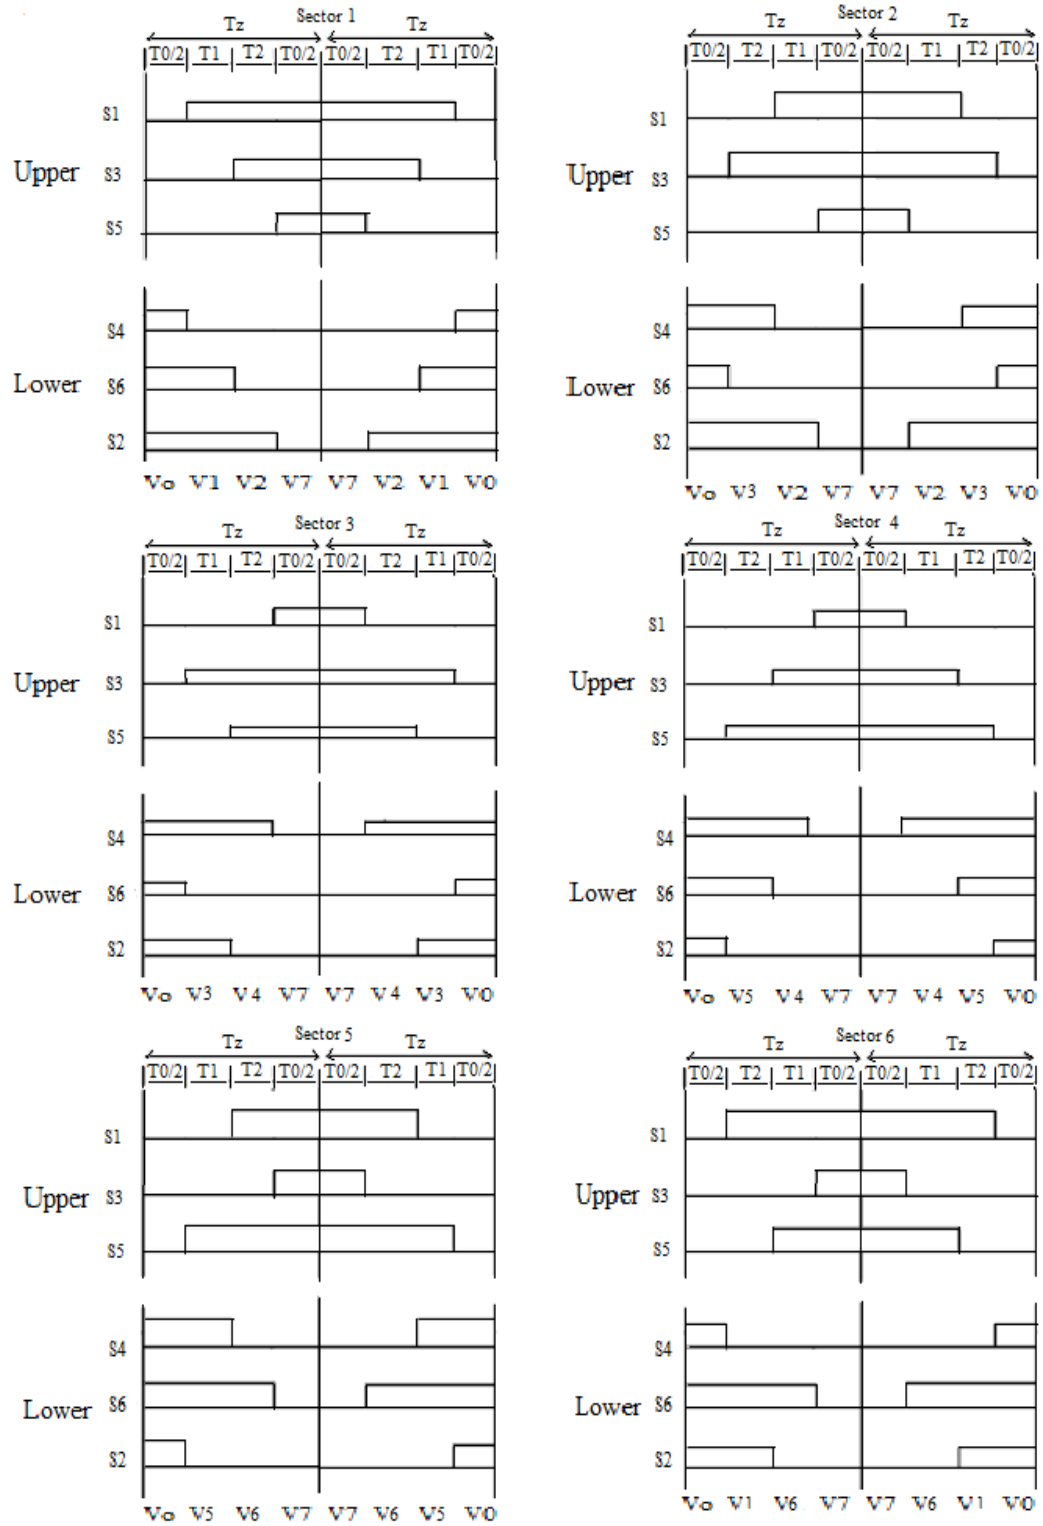 Sector 1
Tz Tz
T0/2 T1 T2 T0/2 T0/2 T2 T1 T0/2
S1
Upper S3
S5
S4
Lower S6
S2
Vo V1 V2 V7 V7 V2 V1 V0
Sector 2
Tz Tz
T0/2 T2 T1 T0/2 T0/2 T1 T2 T0/2
S1
Upper S3
S5
S4
Lower S6
S2
Vo V3 V2 V7 V7 V2 V3 V0
Sector 3
Tz Tz
T0/2 T1 T2 T0/2 T0/2 T2 T1 T0/2
S1
Upper S3
S5
S4
Lower S6
S2
Vo V3 V4 V7 V7 V4 V3 V0
Sector 4
Tz Tz
T0/2 T2 T1 T0/2 T0/2 T1 T2 T0/2
S1
Upper S3
S5
S4
Lower S6
S2
Vo V5 V4 V7 V7 V4 V5 V0
Sector 5
Tz Tz
T0/2 T1 T2 T0/2 T0/2 T2 T1 T0/2
S1
Upper S3
S5
S4
Lower S6
S2
Vo V5 V6 V7 V7 V6 V5 V0
Sector 6
Tz Tz
T0/2 T2 T1 T0/2 T0/2 T1 T2 T0/2
S1
Upper S3
S5
S4
Lower S6
S2
Vo V1 V6 V7 V7 V6 V1 V0